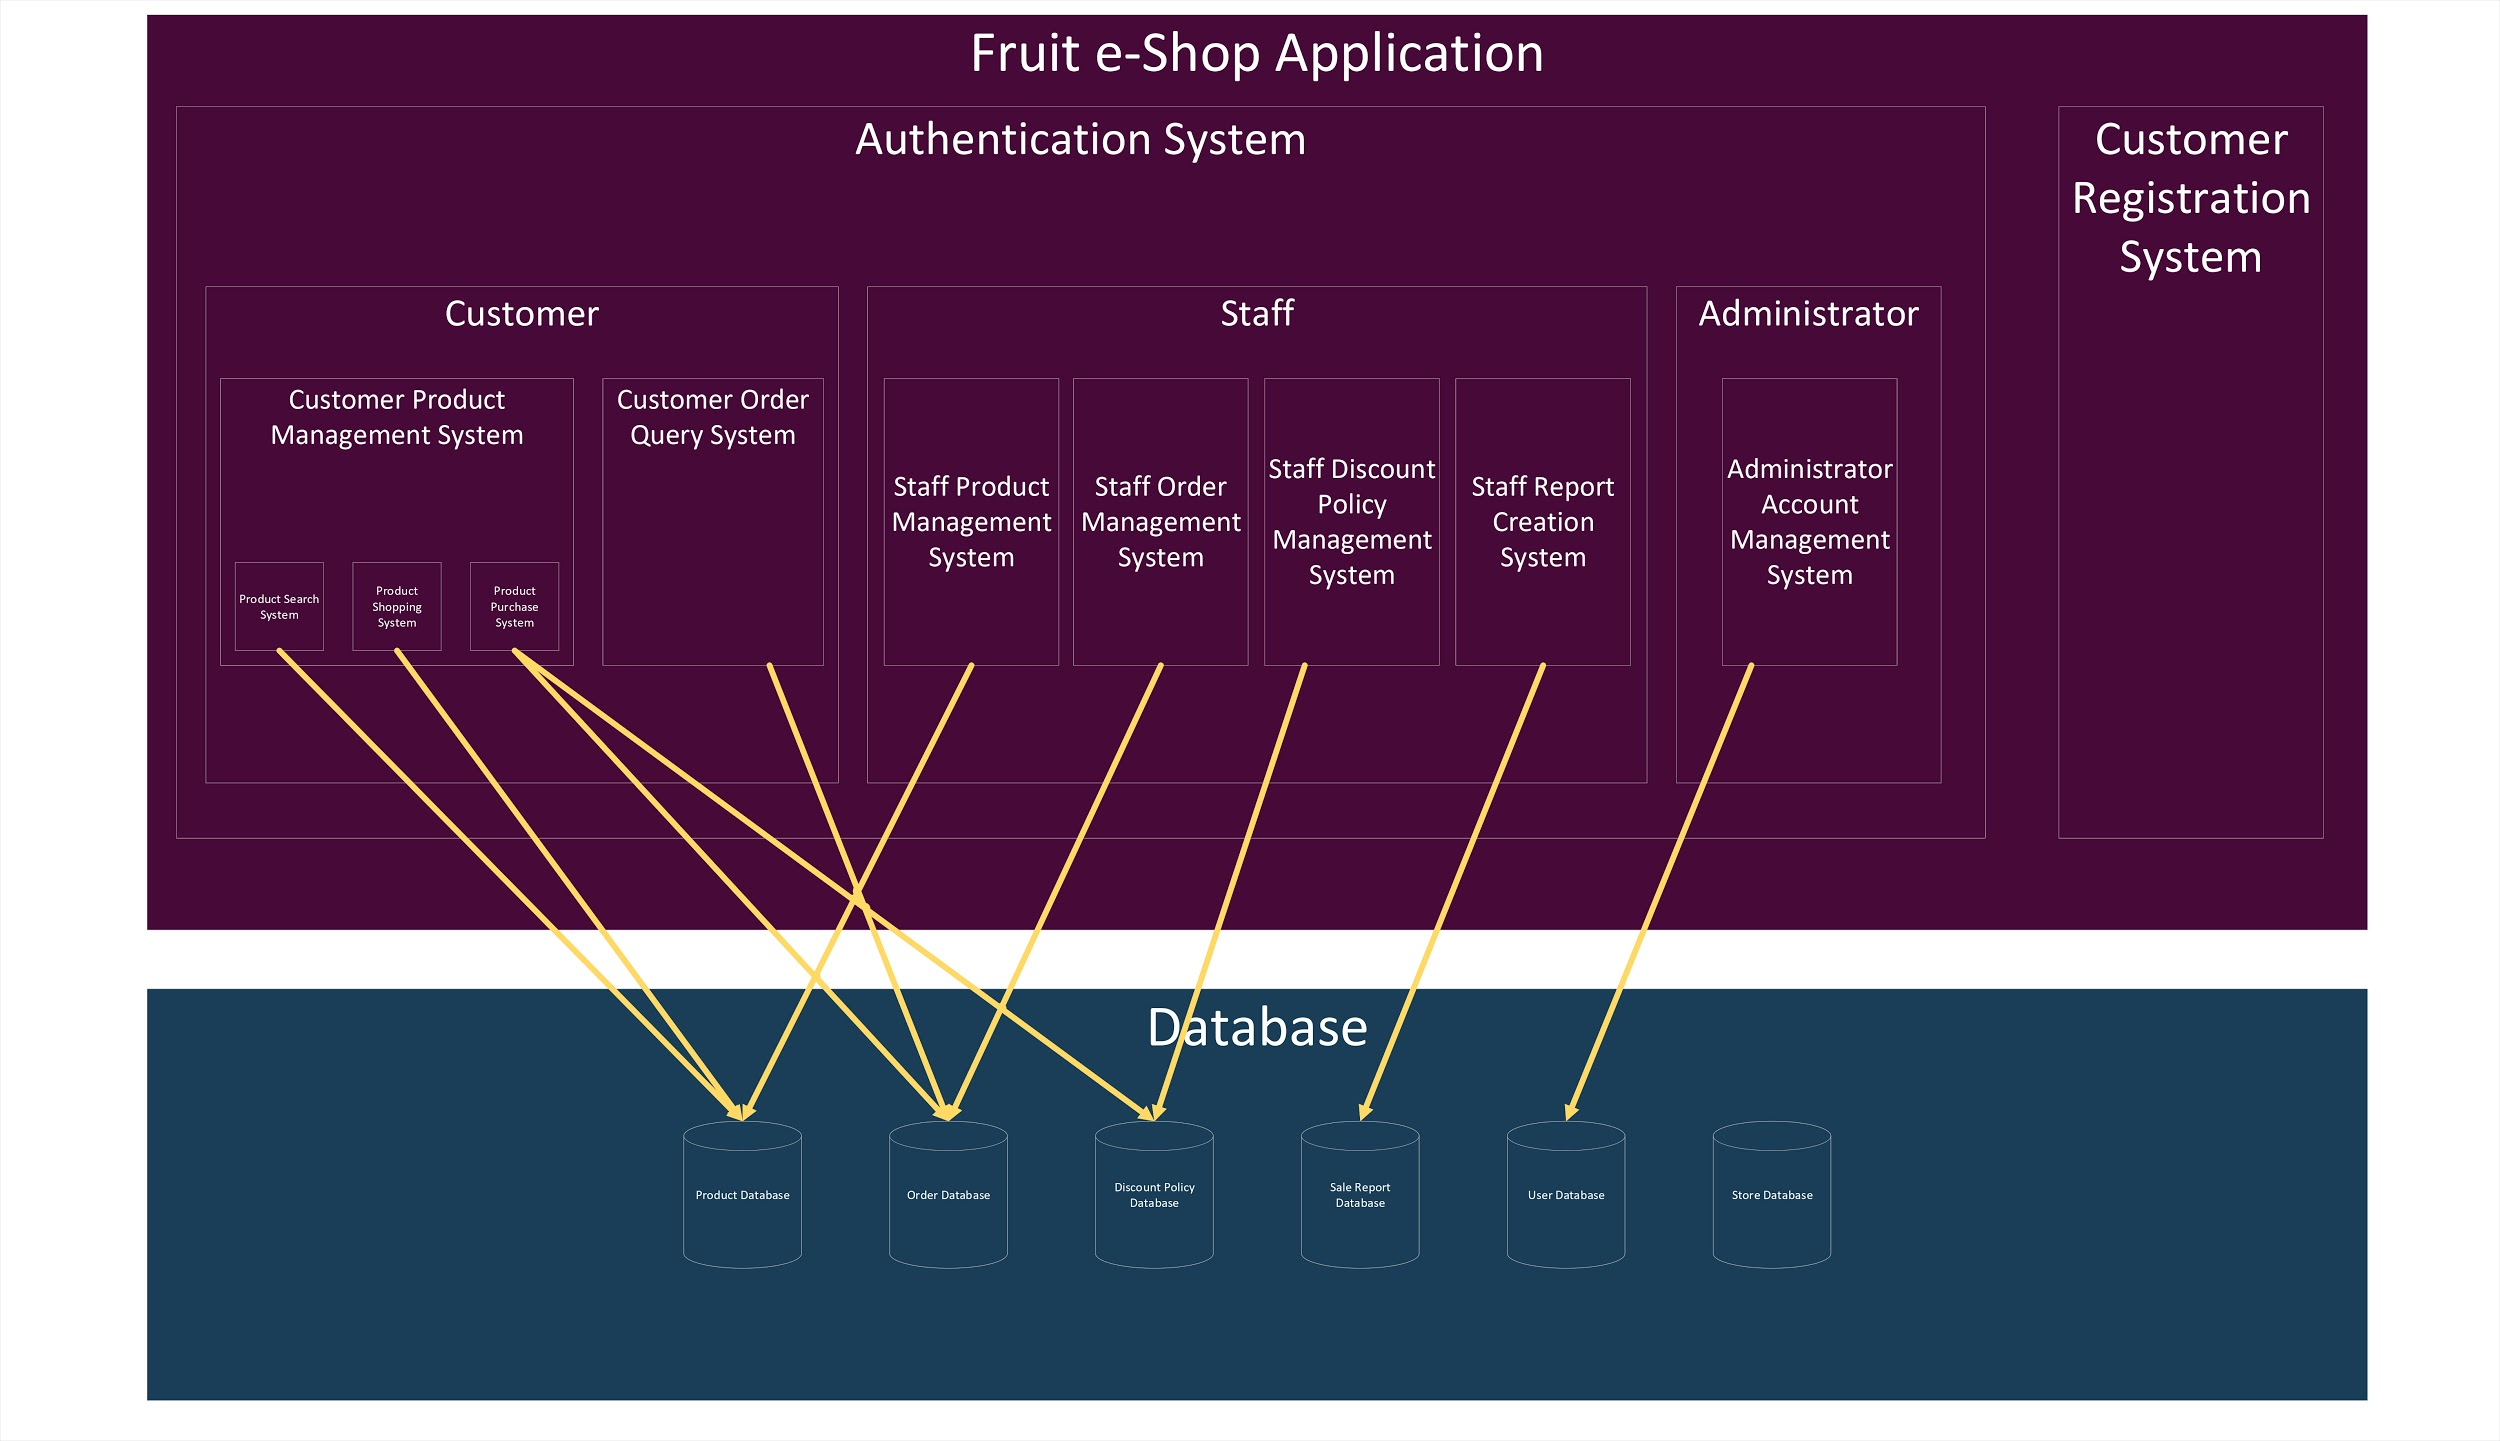 Fruit e-Shop Application
Authentication System
Customer
Registration
System
Customer
Staff
Administrator
Customer Product
Management System
Customer Order
Query System
Staff Product
Management
System
Staff Order
Management
System
Staff Discount
Policy
Management
System
Staff Report
Creation
System
Administrator
Account
Management
System
Product Search
System
Product
Shopping
System
Product
Purchase
System
Database
Product Database
Order Database
Discount Policy
Database
Sale Report
Database
User Database
Store Database